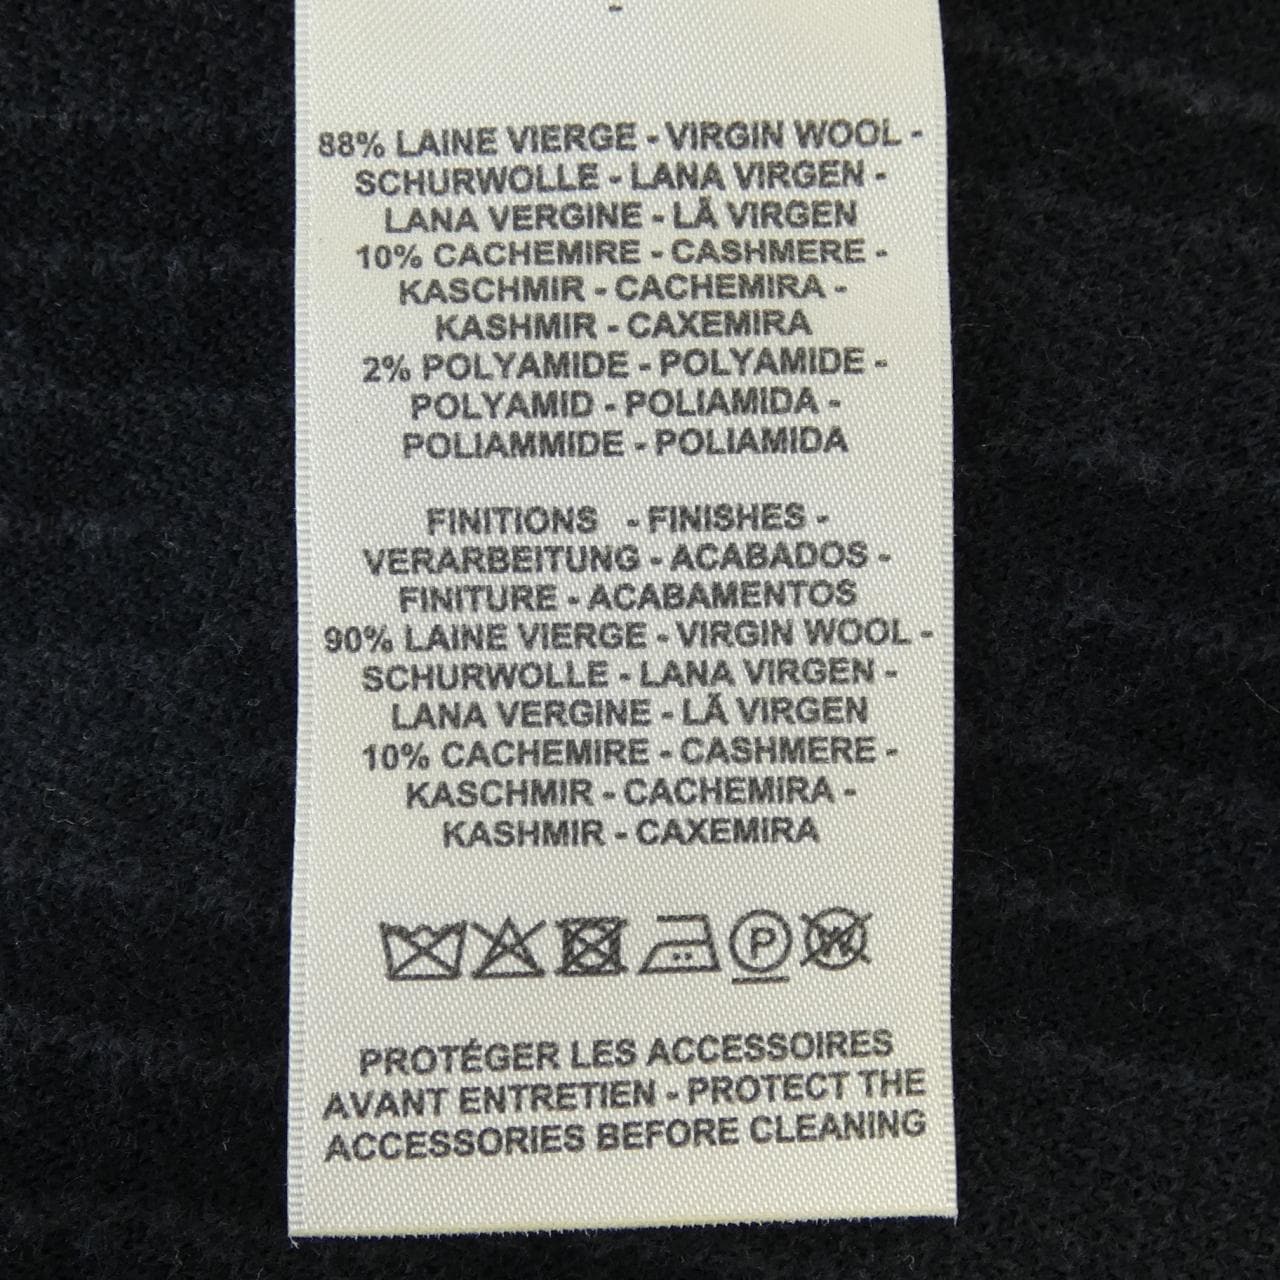 88% LAINE VIERGE - VIRGIN WOOL -
SCHURWOLLE - LANA VIRGEN -
LANA VERGINE - LÃ VIRGEN
10% CACHEMIRE - CASHMERE -
KASCHMIR - CACHEMIRA -
KASHMIR - CAXEMIRA
2% POLYAMIDE - POLYAMIDE -
POLYAMID - POLIAMIDA -
POLIAMMIDE - POLIAMIDA
FINITIONS - FINISHES -
VERARBEITUNG - ACABADOS -
FINITURE - ACABAMENTOS
90% LAINE VIERGE - VIRGIN WOOL -
SCHURWOLLE - LANA VIRGEN -
LANA VERGINE - LÃ VIRGEN
10% CACHEMIRE - CASHMERE -
KASCHMIR - CACHEMIRA -
KASHMIR - CAXEMIRA
P W
PROTÉGER LES ACCESSOIRES
AVANT ENTRETIEN - PROTECT THE
ACCESSORIES BEFORE CLEANING